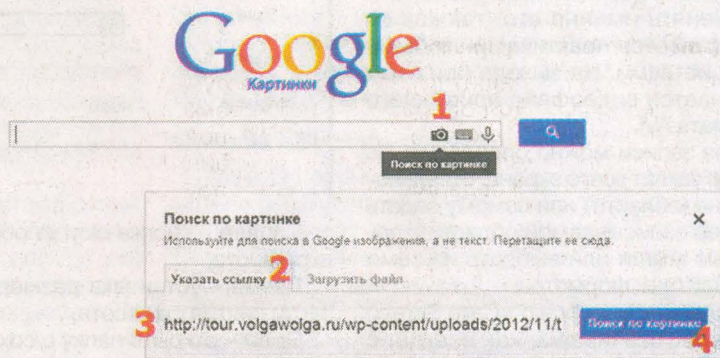 Google
Картинки
1
Поиск по картинке
Поиск по картинке
Используйте для поиска в Google изображения, а не текст. Перетащите ее сюда.
Указать ссылку 2 Загрузить файл
3 http://tour.volgawolga.ru/wp-content/uploads/2012/11/t Поиск по картинке 4